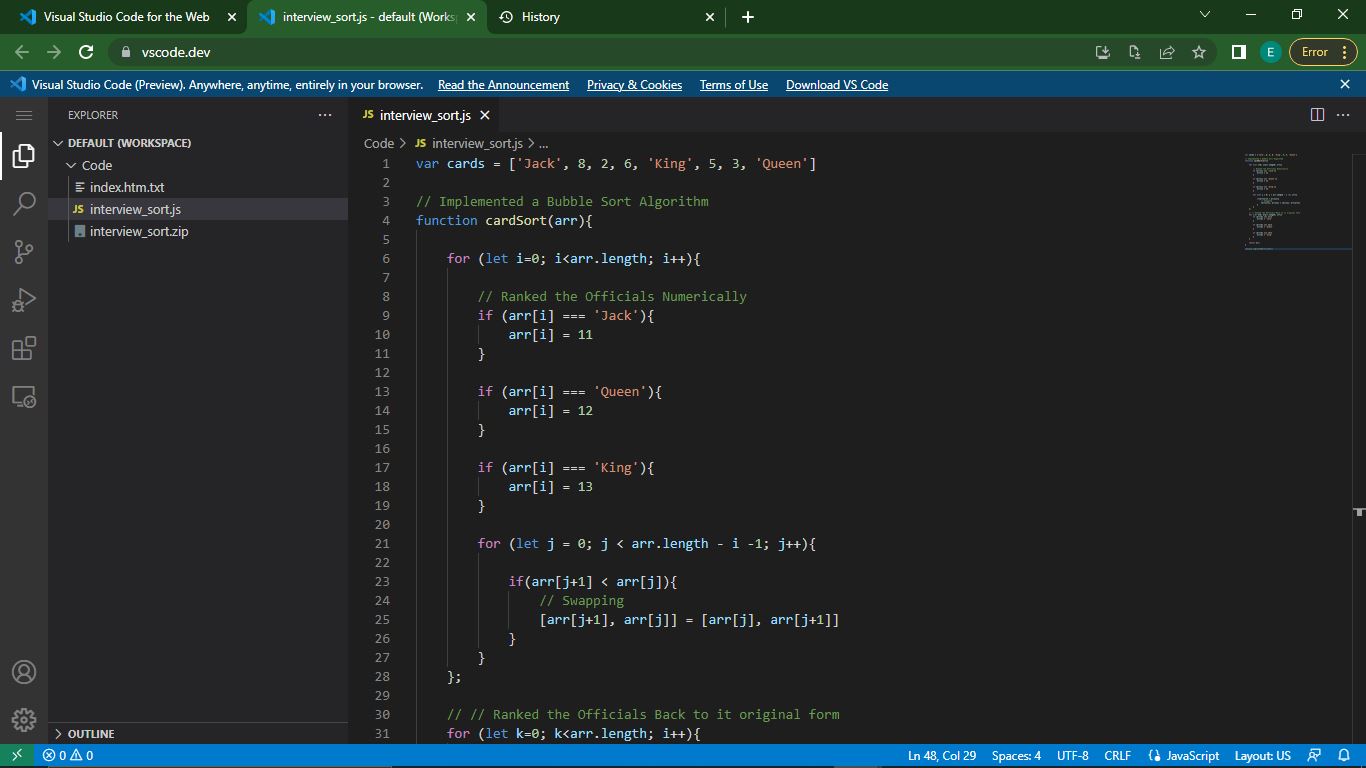 Visual Studio Code for the Web
interview_sort.js - default (Works
History
vscode.dev
E
Error
Visual Studio Code (Preview). Anywhere, anytime, entirely in your browser. Read the Announcement Privacy & Cookies Terms of Use Download VS Code
EXPLORER
DEFAULT (WORKSPACE)
Code
index.htm.txt
JS interview_sort.js
interview_sort.zip
OUTLINE
JS interview_sort.js
Code > JS interview_sort.js > ...
1 var cards = ['Jack', 8, 2, 6, 'King', 5, 3, 'Queen']
2
3 // Implemented a Bubble Sort Algorithm
4 function cardSort(arr){
5
6 for (let i=0; i<arr.length; i++){
7
8 // Ranked the Officials Numerically
9 if (arr[i] === 'Jack'){
10 arr[i] = 11
11 }
12
13 if (arr[i] === 'Queen'){
14 arr[i] = 12
15 }
16
17 if (arr[i] === 'King'){
18 arr[i] = 13
19 }
20
21 for (let j = 0; j < arr.length - i -1; j++){
22
23 if(arr[j+1] < arr[j]){
24 // Swapping
25 [arr[j+1], arr[j]] = [arr[j], arr[j+1]]
26 }
27 }
28 };
29
30 // // Ranked the Officials Back to it original form
31 for (let k=0; k<arr.length; i++){
0 0
Ln 48, Col 29 Spaces: 4 UTF-8 CRLF {} JavaScript Layout: US